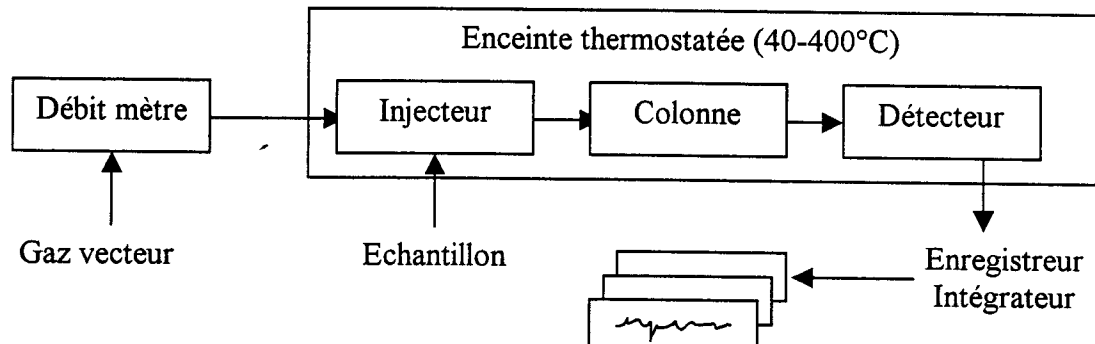 Enceinte thermostatée (40-400°C)
Débit mètre
Injecteur
Colonne
Détecteur
Gaz vecteur
Echantillon
Enregistreur
Intégrateur